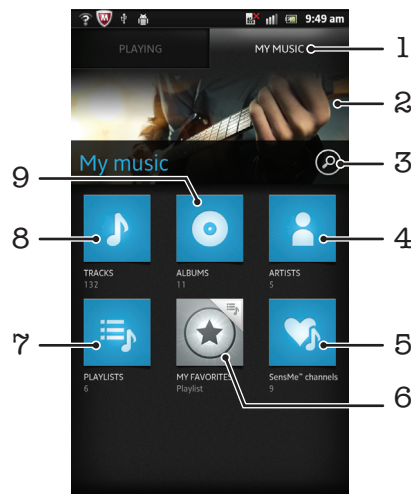 9:49 am
PLAYING MY MUSIC 1
2
My music 3
9
8 4
TRACKS ALBUMS ARTISTS
132 11 5
7 5
PLAYLISTS MY FAVORITES SensMe™ channels
6 Playlist 9
6